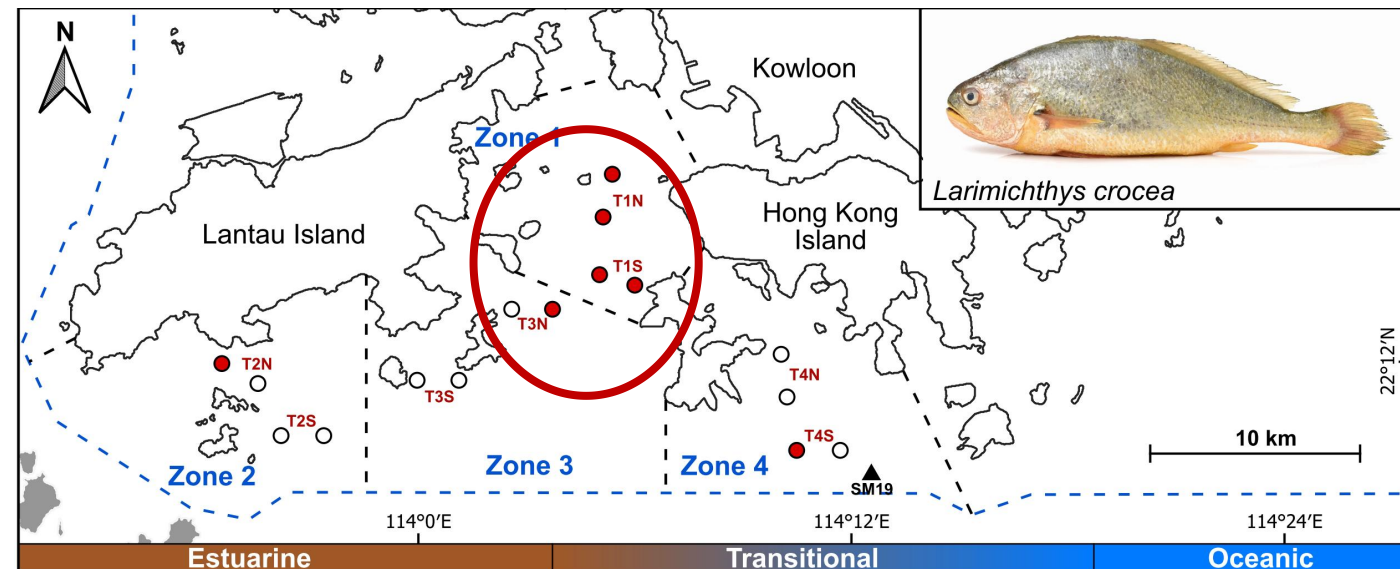 N
Kowloon
Zone 1
Larimichthys crocea
T1N
Lantau Island
Hong Kong
Island
T1S
T3N
T2N
T4N
T3S
T2S
T4S
22°12'N
10 km
Zone 2
Zone 3
Zone 4
SM19
114°0'E
114°12'E
114°24'E
Estuarine
Transitional
Oceanic